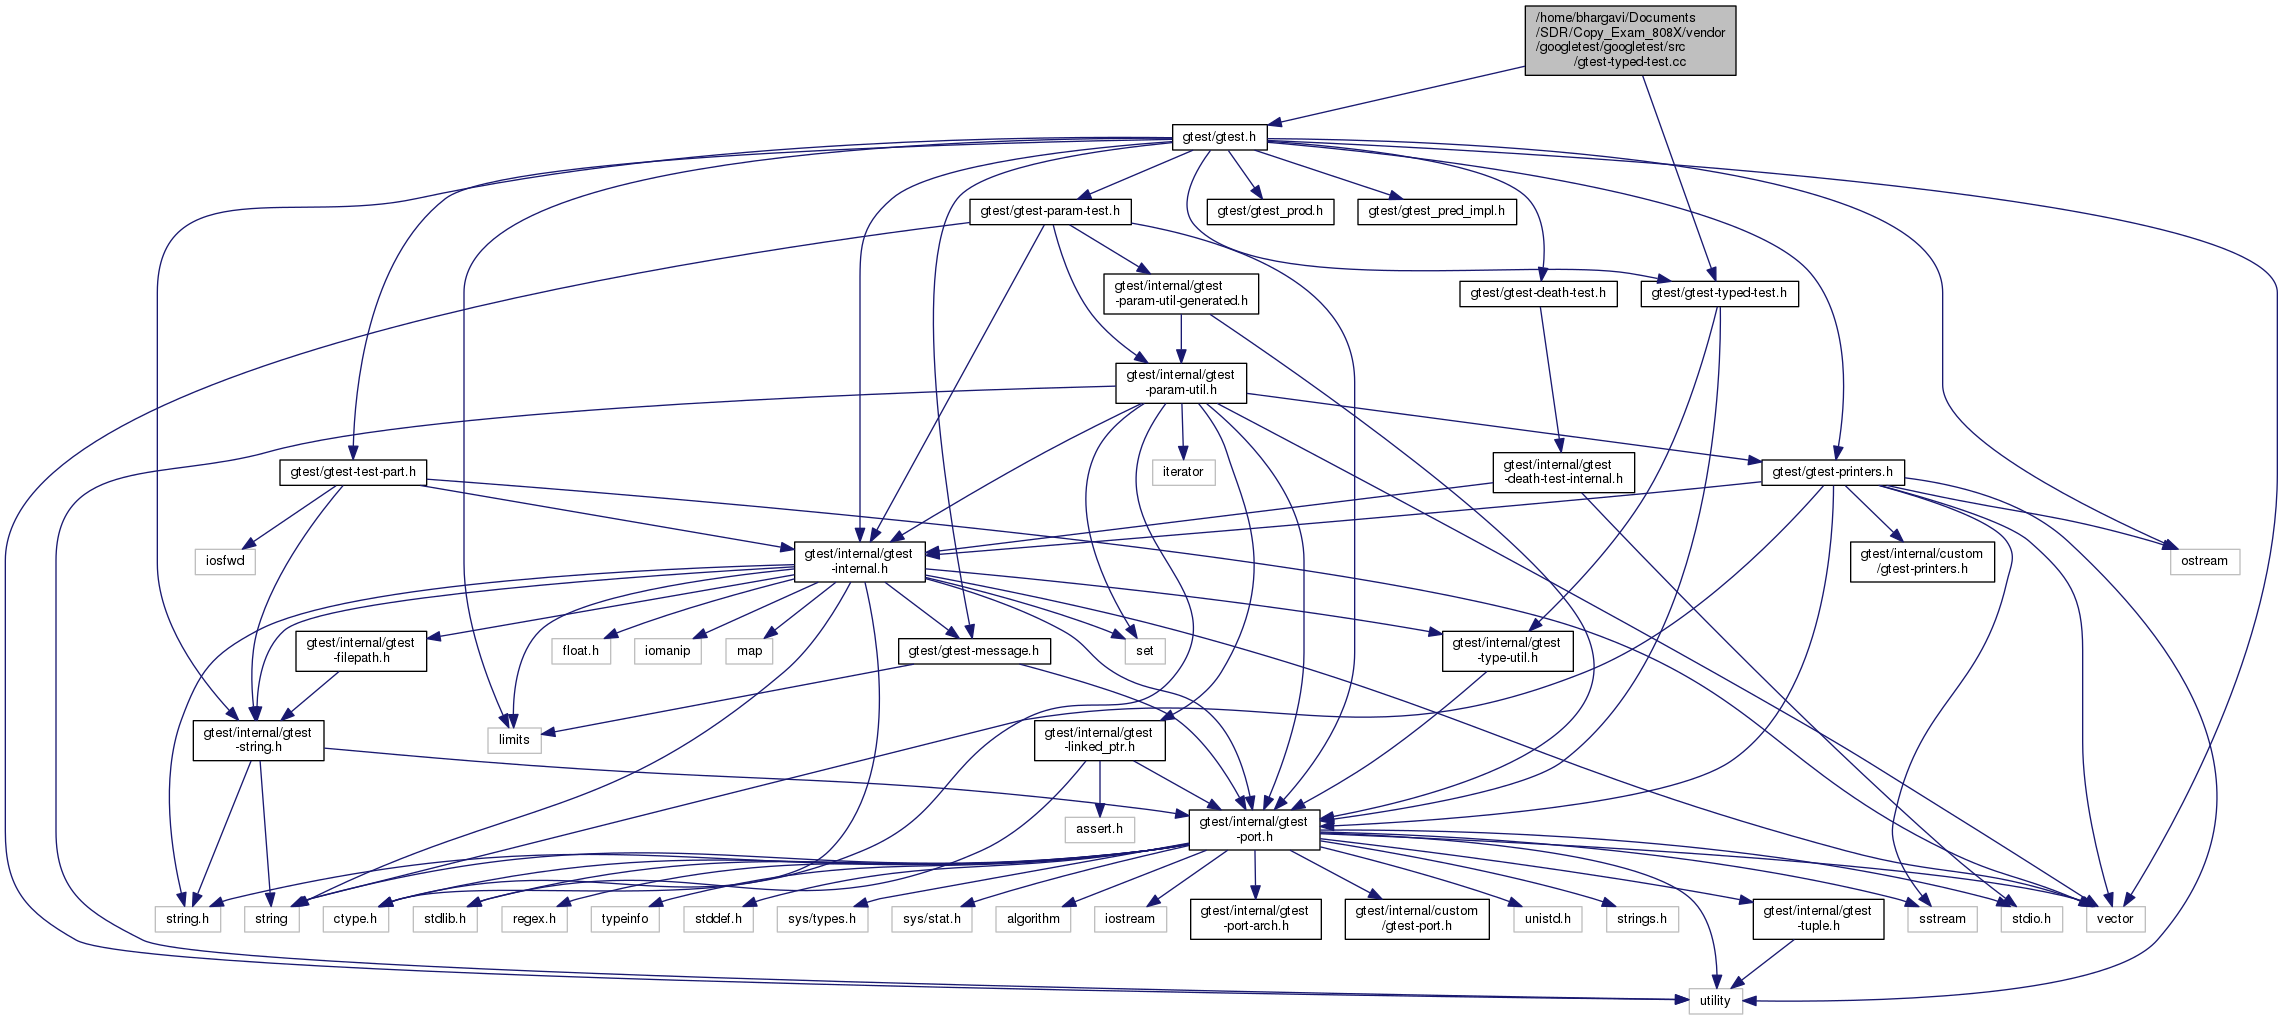 /home/bhargavi/Documents
/SDR/Copy_Exam_808X/vendor
/googletest/googletest/src
/gtest-typed-test.cc
gtest/gtest.h
gtest/gtest-param-test.h
gtest/gtest_prod.h
gtest/gtest_pred_impl.h
gtest/internal/gtest
-param-util-generated.h
gtest/gtest-death-test.h
gtest/gtest-typed-test.h
gtest/internal/gtest
-param-util.h
gtest/gtest-test-part.h
iterator
gtest/internal/gtest
-death-test-internal.h
gtest/gtest-printers.h
iosfwd
gtest/internal/gtest
-internal.h
gtest/internal/custom
/gtest-printers.h
ostream
gtest/internal/gtest
-filepath.h
float.h
iomanip
map
gtest/gtest-message.h
set
gtest/internal/gtest
-type-util.h
gtest/internal/gtest
-string.h
limits
gtest/internal/gtest
-linked_ptr.h
assert.h
gtest/internal/gtest
-port.h
string.h
string
ctype.h
stdlib.h
regex.h
typeinfo
stddef.h
sys/types.h
sys/stat.h
algorithm
iostream
gtest/internal/gtest
-port-arch.h
gtest/internal/custom
/gtest-port.h
unistd.h
strings.h
gtest/internal/gtest
-tuple.h
sstream
stdio.h
vector
utility